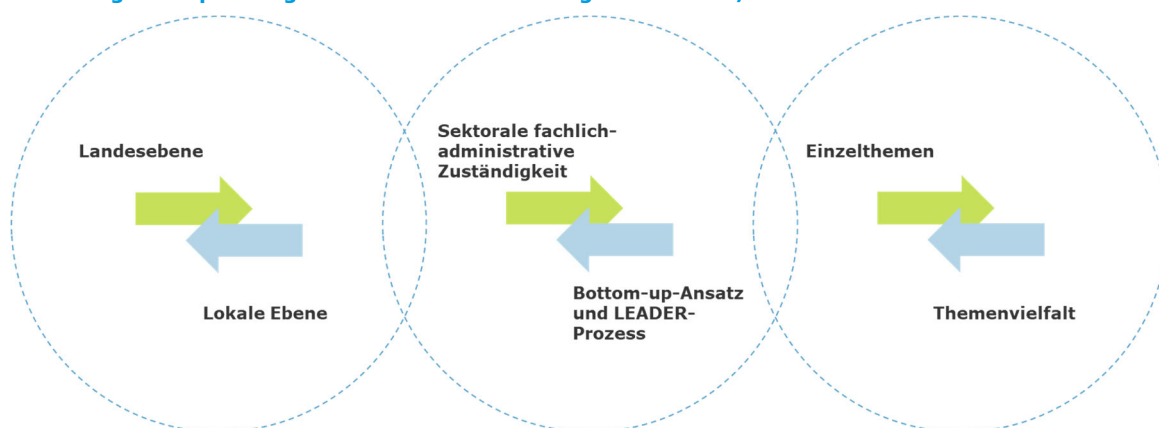 Landesebene
Lokale Ebene
Sektorale fachlich-
administrative
Zuständigkeit
Bottom-up-Ansatz
und LEADER-
Prozess
Einzelthemen
Themenvielfalt